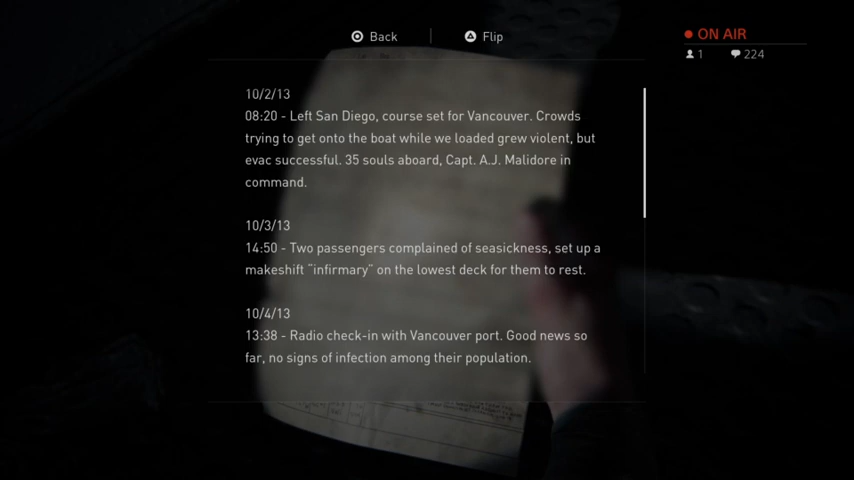 Back
Flip
ON AIR
1
224
10/2/13
08:20 - Left San Diego, course set for Vancouver. Crowds
trying to get onto the boat while we loaded grew violent, but
evac successful. 35 souls aboard, Capt. A.J. Malidore in
command.
10/3/13
14:50 - Two passengers complained of seasickness, set up a
makeshift "infirmary" on the lowest deck for them to rest.
10/4/13
13:38 - Radio check-in with Vancouver port. Good news so
far, no signs of infection among their population.